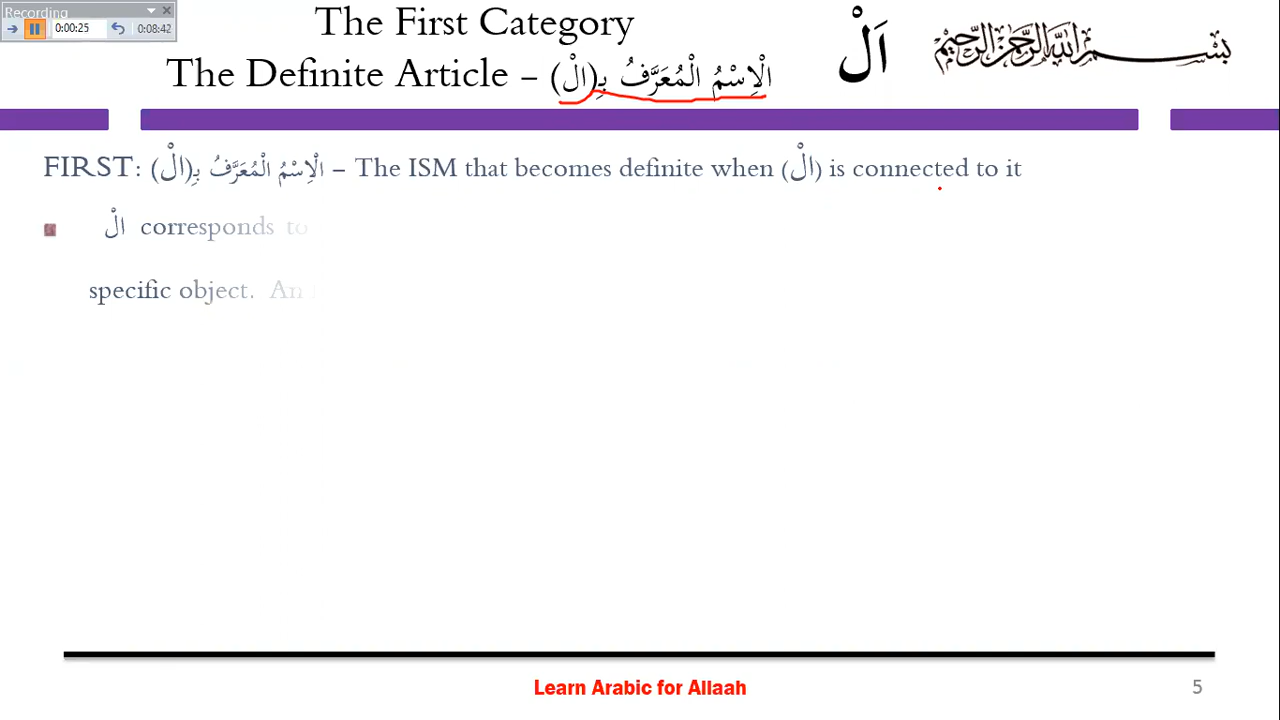 Recording
0:00:25 0:08:42
The First Category
The Definite Article – الْاِسْمُ الْمُعَرَّفُ بِـ(الْ)
اَلْ
بِسْمِ اللهِ الرَّحْمٰنِ الرَّحِيْمِ
FIRST: الْاِسْمُ الْمُعَرَّفُ بِـ(الْ) – The ISM that becomes definite when (الْ) is connected to it
الْ corresponds to
specific object. An
Learn Arabic for Allaah
5